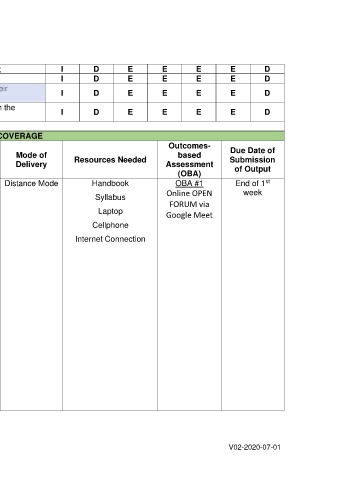 I D E E E E D
I D E E E E D
eir
I D E E E E D
n the
I D E E E E D
COVERAGE
Mode of
Delivery
Resources Needed
Outcomes-
based
Assessment
(OBA)
Due Date of
Submission
of Output
Distance Mode
Handbook
Syllabus
Laptop
Cellphone
Internet Connection
OBA #1
Online OPEN
FORUM via
Google Meet
End of 1st
week
V02-2020-07-01